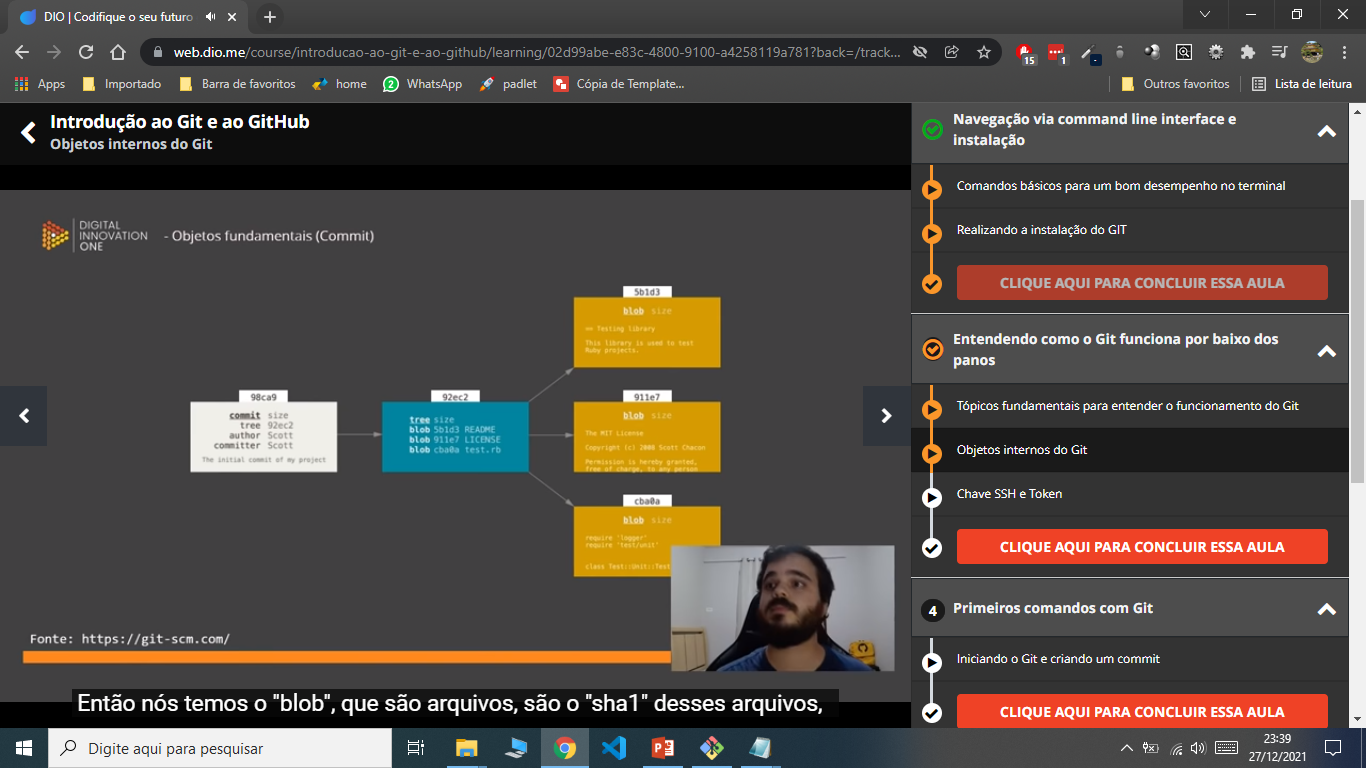 DIO | Codifique o seu futuro
web.dio.me/course/introducao-ao-git-e-ao-github/learning/02d99abe-e83c-4800-9100-a4258119a781?back=/track...
15
1
Apps
Importado
Barra de favoritos
home
2
WhatsApp
padlet
Cópia de Template...
Outros favoritos
Lista de leitura
Introdução ao Git e ao GitHub
Objetos internos do Git
DIGITAL
INNOVATION
ONE
- Objetos fundamentais (Commit)
98ca9
commit size
tree 92ec2
author Scott
committer Scott
The initial commit of my project
92ec2
tree size
blob 5b1d3 README
blob 911e7 LICENSE
blob cba0a test.rb
5b1d3
blob size
== Testing library
This library is used to test
Ruby projects.
911e7
blob size
The MIT License
Copyright (c) 2008 Scott Chacon
Permission is hereby granted,
free of charge, to any person
cba0a
blob size
require 'logger'
require 'test/unit'
class Test::Unit::Test
Fonte: https://git-scm.com/
Então nós temos o "blob", que são arquivos, são o "sha1" desses arquivos,
Navegação via command line interface e
instalação
Comandos básicos para um bom desempenho no terminal
Realizando a instalação do GIT
CLIQUE AQUI PARA CONCLUIR ESSA AULA
Entendendo como o Git funciona por baixo dos
panos
Tópicos fundamentais para entender o funcionamento do Git
Objetos internos do Git
Chave SSH e Token
CLIQUE AQUI PARA CONCLUIR ESSA AULA
4
Primeiros comandos com Git
Iniciando o Git e criando um commit
CLIQUE AQUI PARA CONCLUIR ESSA AULA
Digite aqui para pesquisar
23:39
27/12/2021